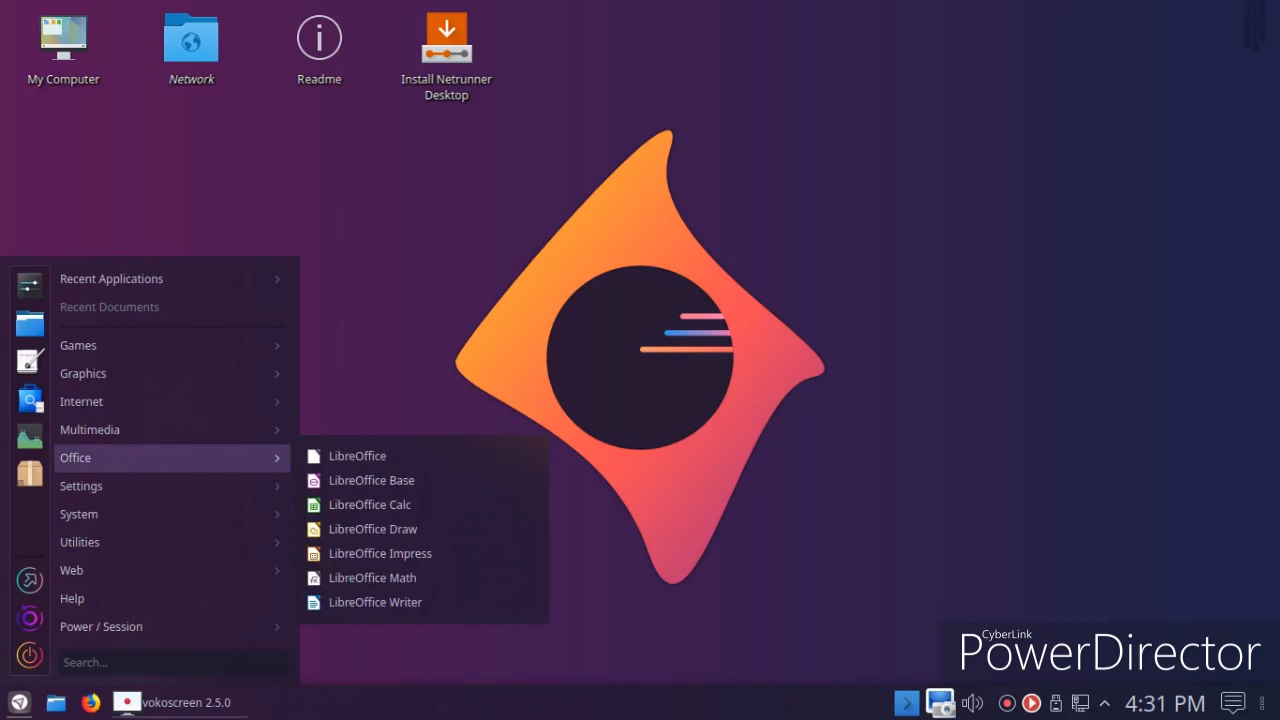 My Computer
Network
Readme
Install Netrunner
Desktop
Recent Applications
Recent Documents
Games
Graphics
Internet
Multimedia
Office
Settings
System
Utilities
Web
Help
Power / Session
Search...
LibreOffice
LibreOffice Base
LibreOffice Calc
LibreOffice Draw
LibreOffice Impress
LibreOffice Math
LibreOffice Writer
CyberLink
PowerDirector
vokoscreen 2.5.0
4:31 PM